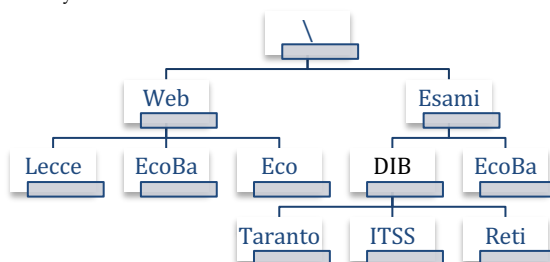 \
Web Esami
Lecce EcoBa Eco DIB EcoBa
Taranto ITSS Reti